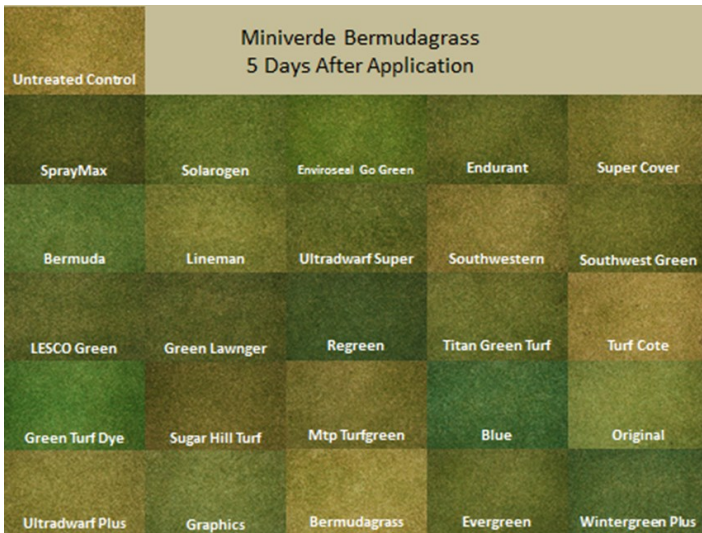 Miniverde Bermudagrass
5 Days After Application
Untreated Control
SprayMax
Solarogen
Enviroseal Go Green
Endurant
Super Cover
Bermuda
Lineman
Ultradwarf Super
Southwestern
Southwest Green
LESCO Green
Green Lawnger
Regreen
Titan Green Turf
Turf Cote
Green Turf Dye
Sugar Hill Turf
Mtp Turfgreen
Blue
Original
Ultradwarf Plus
Graphics
Bermudagrass
Evergreen
Wintergreen Plus